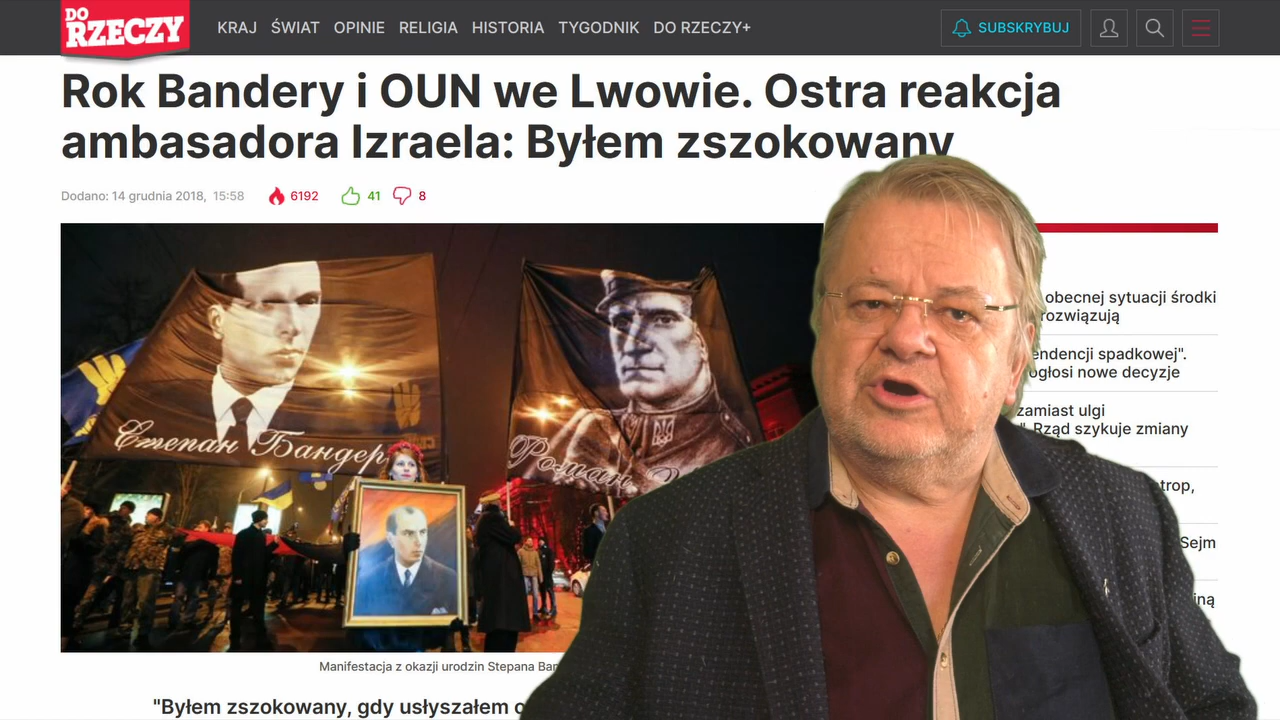 DO
RZECZY
KRAJ ŚWIAT OPINIE RELIGIA HISTORIA TYGODNIK DO RZECZY+
SUBSKRYBUJ
Rok Bandery i OUN we Lwowie. Ostra reakcja
ambasadora Izraela: Byłem zszokowany
Dodano: 14 grudnia 2018, 15:58 6192 41 8
Степан Бандер
Роман
obecnej sytuacji środki
rozwiązują
endencji spadkowej".
ogłosi nowe decyzje
zamiast ulgi
". Rząd szykuje zmiany
trop,
Sejm
iną
Manifestacja z okazji urodzin Stepana Ban
"Byłem zszokowany, gdy usłyszałem o